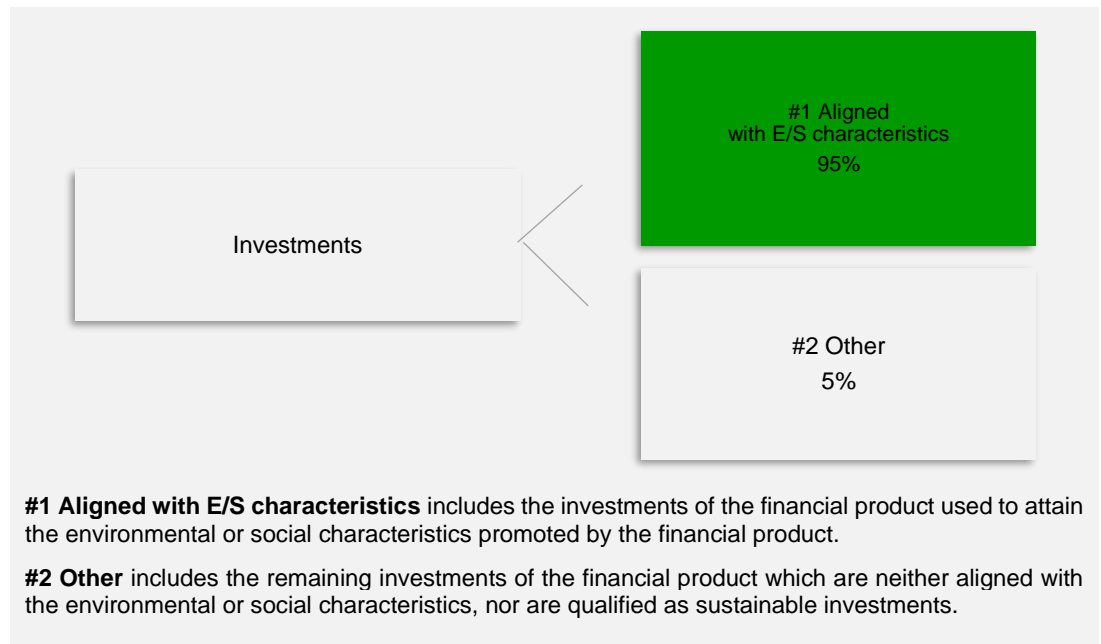 #1 Aligned
with E/S characteristics
95%
Investments
#2 Other
5%
#1 Aligned with E/S characteristics includes the investments of the financial product used to attain
the environmental or social characteristics promoted by the financial product.
#2 Other includes the remaining investments of the financial product which are neither aligned with
the environmental or social characteristics, nor are qualified as sustainable investments.